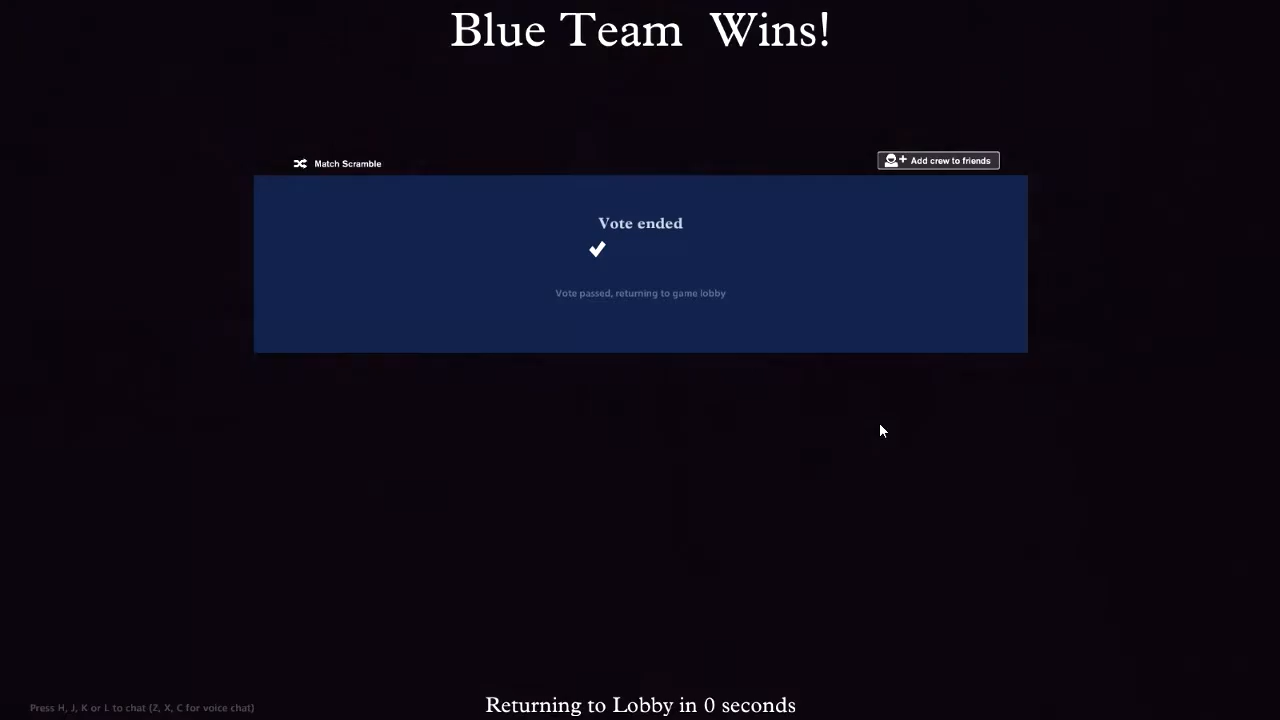 Blue Team Wins!
Match Scramble
Add crew to friends
Vote ended
Vote passed, returning to game lobby
Returning to Lobby in 0 seconds
Press H, J, K or L to chat (Z, X, C for voice chat)